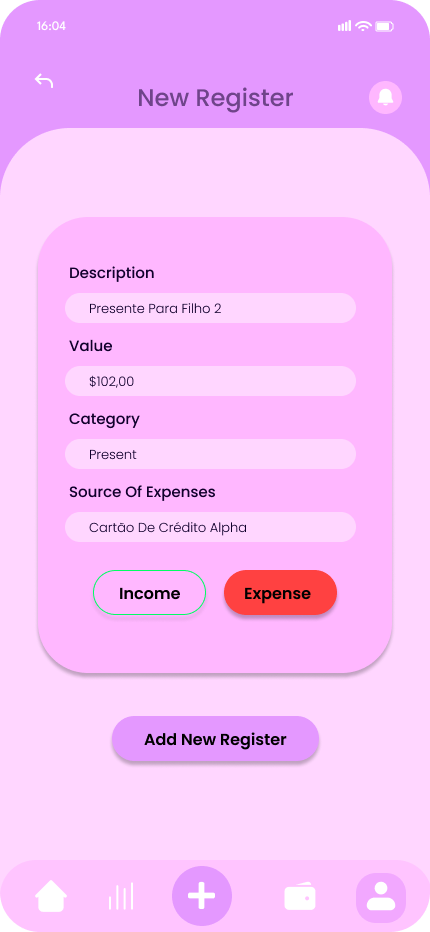 16:04
New Register
Description
Presente Para Filho 2
Value
$102,00
Category
Present
Source Of Expenses
Cartão De Crédito Alpha
Income Expense
Add New Register